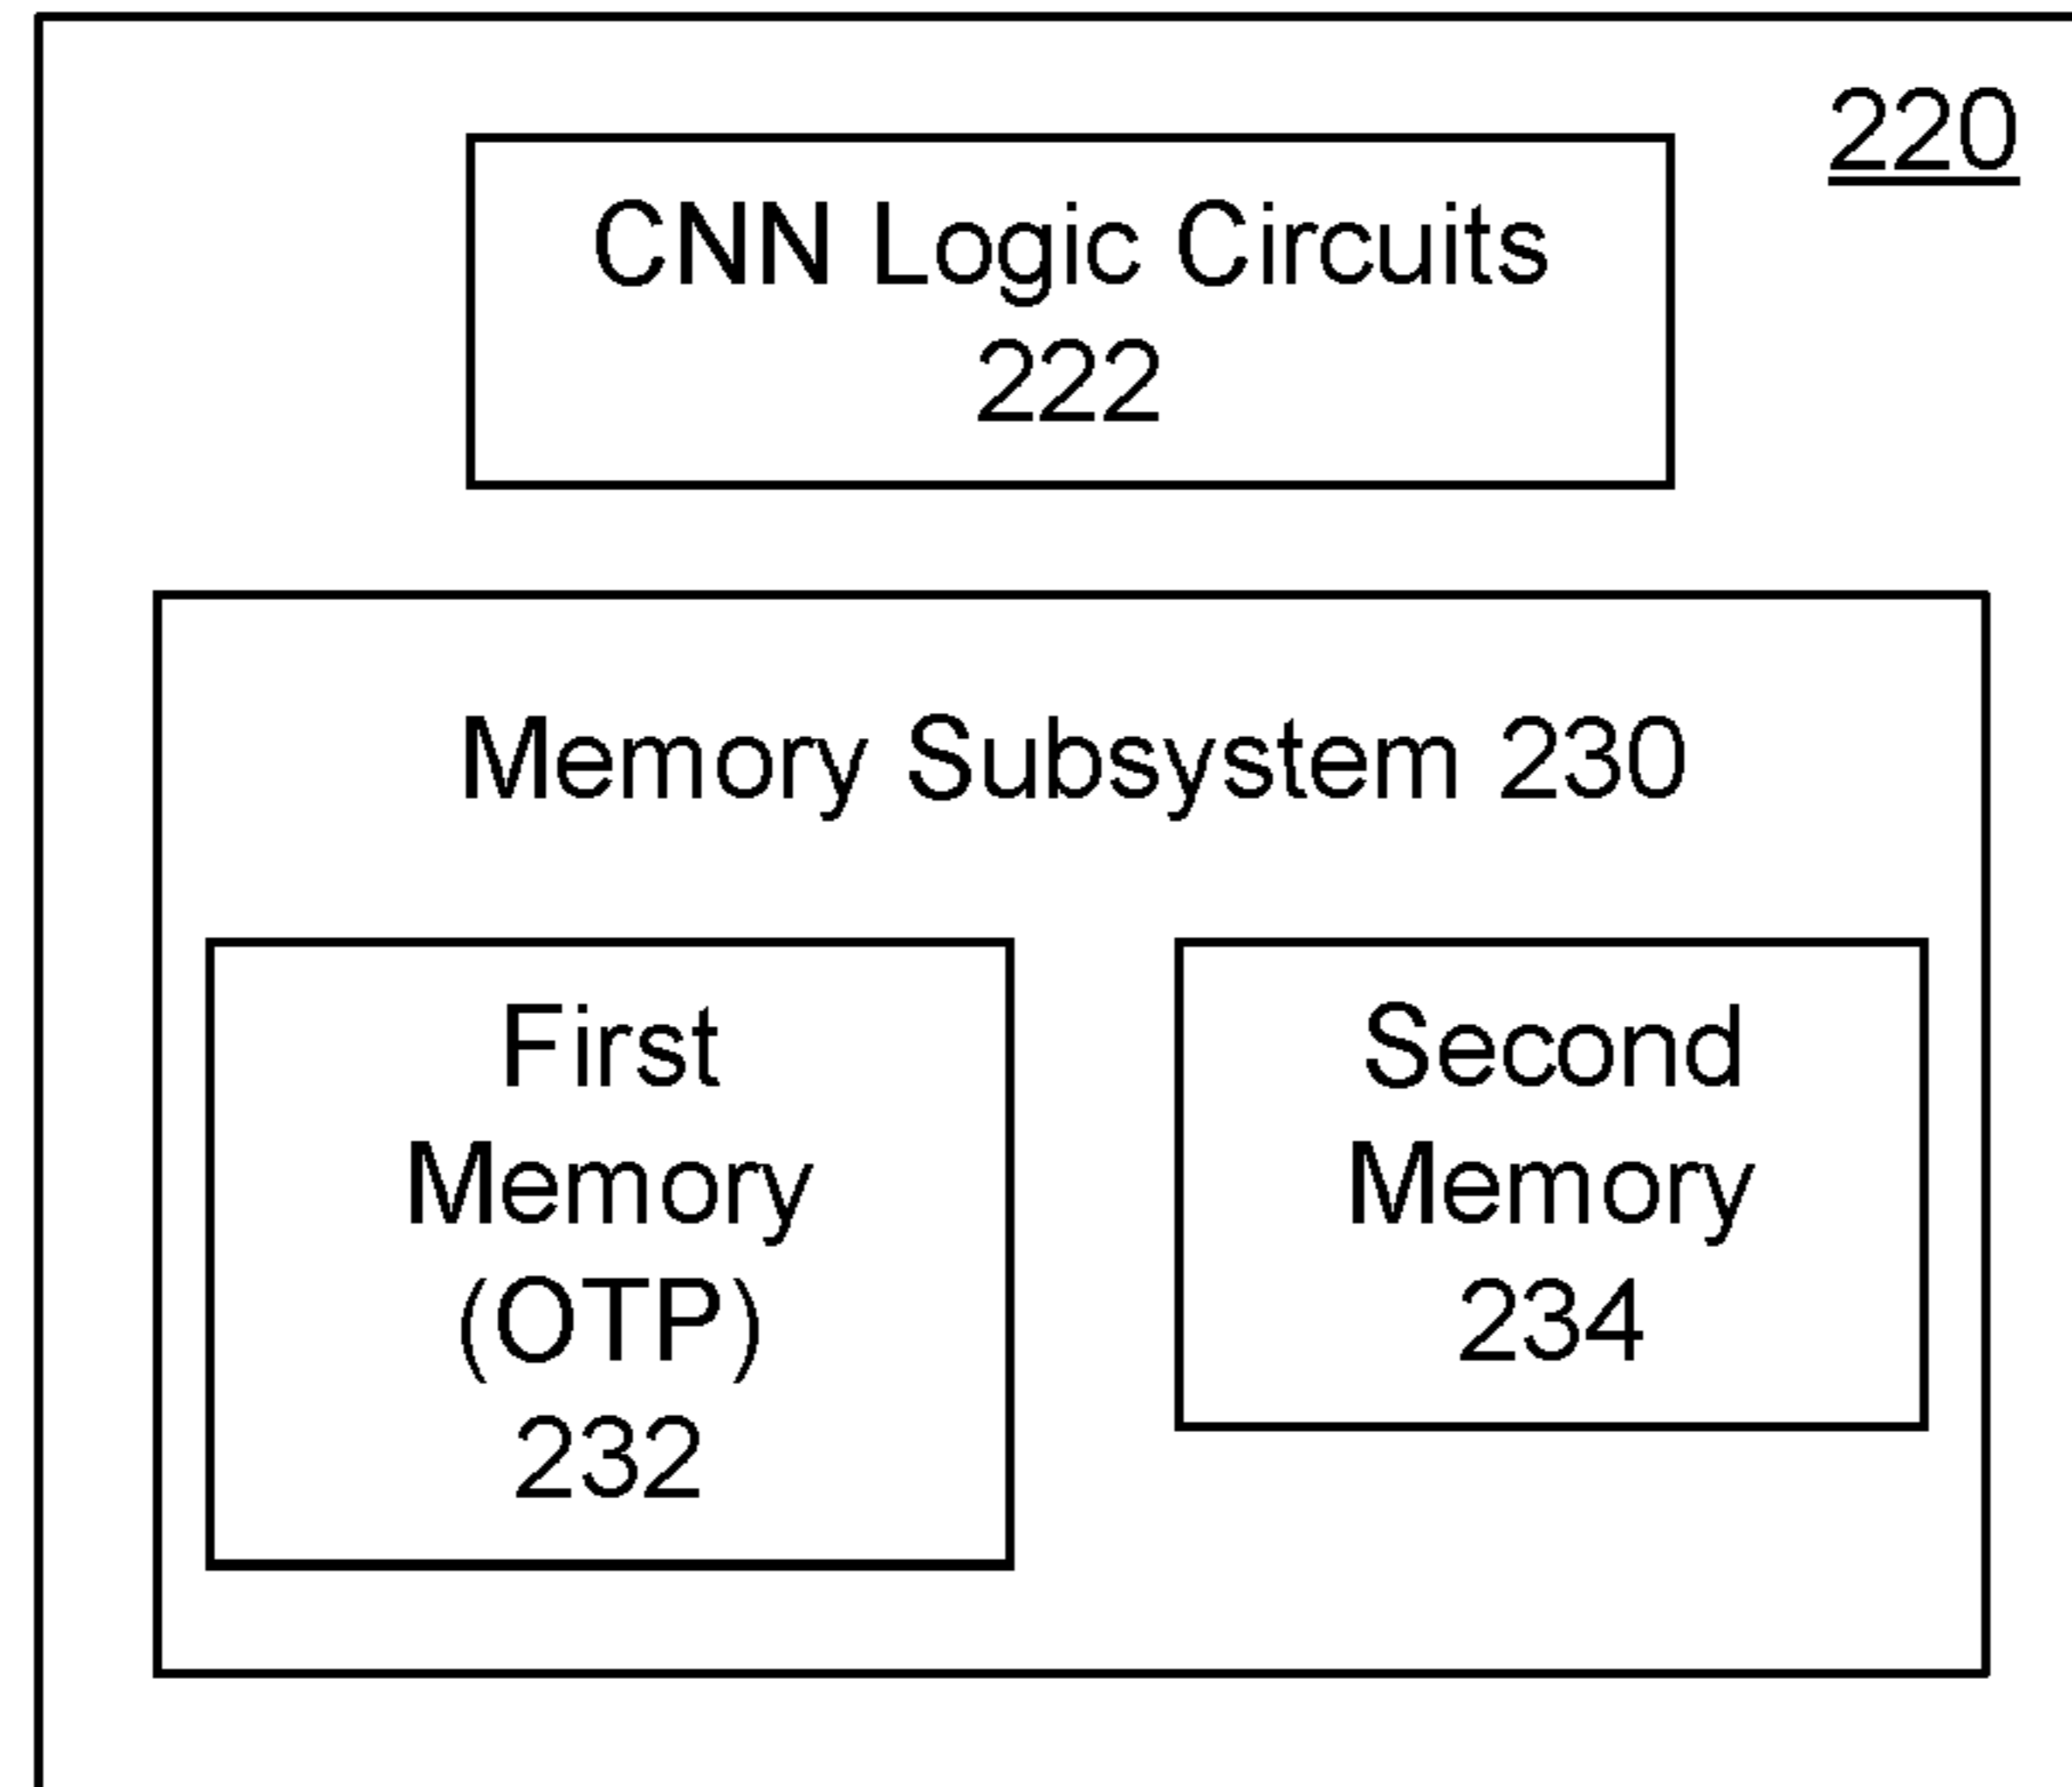 220
CNN Logic Circuits
222
Memory Subsystem 230
First
Memory
(OTP)
232
Second
Memory
234